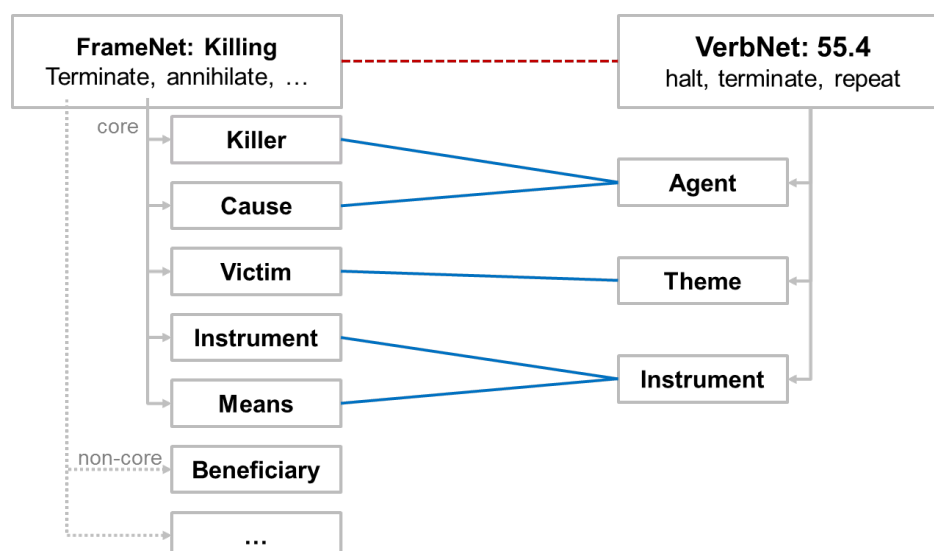 FrameNet: Killing
Terminate, annihilate, …
VerbNet: 55.4
halt, terminate, repeat
core
Killer
Cause
Victim
Instrument
Means
non-core
Beneficiary
…
Agent
Theme
Instrument